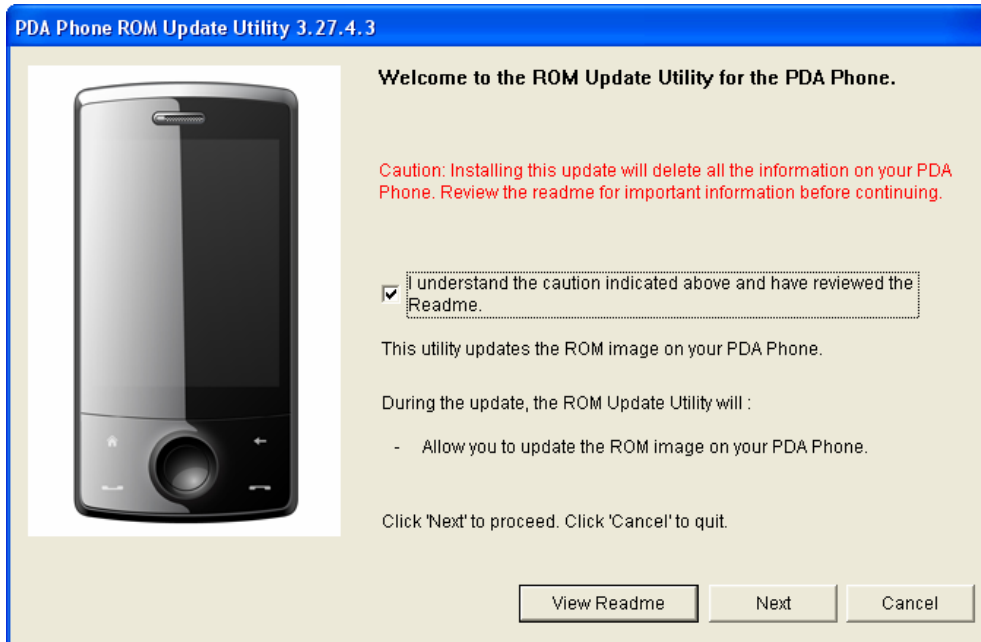 PDA Phone ROM Update Utility 3.27.4.3
Welcome to the ROM Update Utility for the PDA Phone.
Caution: Installing this update will delete all the information on your PDA
Phone. Review the readme for important information before continuing.
I understand the caution indicated above and have reviewed the
Readme.
This utility updates the ROM image on your PDA Phone.
During the update, the ROM Update Utility will :
- Allow you to update the ROM image on your PDA Phone.
Click 'Next' to proceed. Click 'Cancel' to quit.
View Readme
Next
Cancel